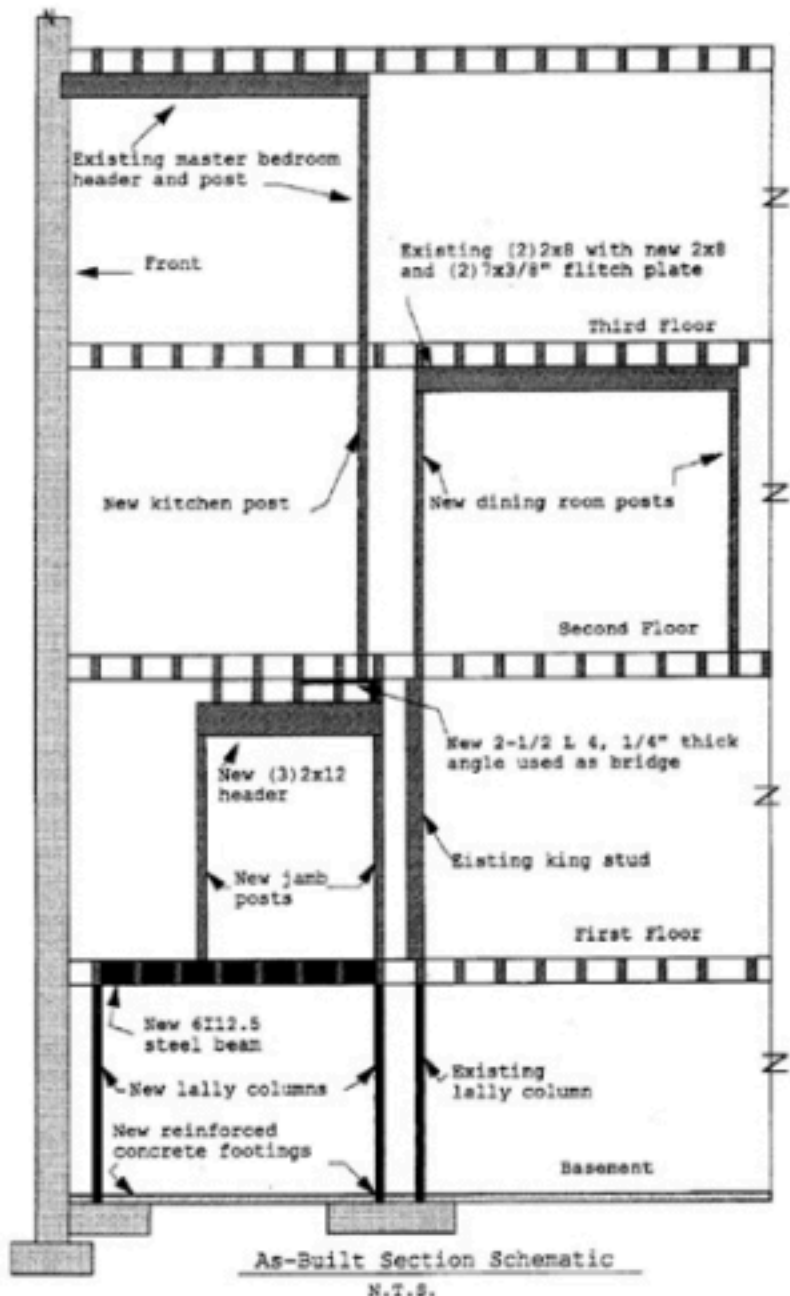 Existing master bedroom
header and post
Front
Existing (2)2x8 with new 2x8
and (2)7x3/8" flitch plate
Third Floor
New kitchen post
New dining room posts
Second Floor
New 2-1/2 L 4, 1/4" thick
angle used as bridge
New (3)2x12
header
Eisting king stud
New jamb
posts
First Floor
New 6I12.5
steel beam
New lally columns
Existing
lally column
New reinforced
concrete footings
Basement
As-Built Section Schematic
N.T.S.